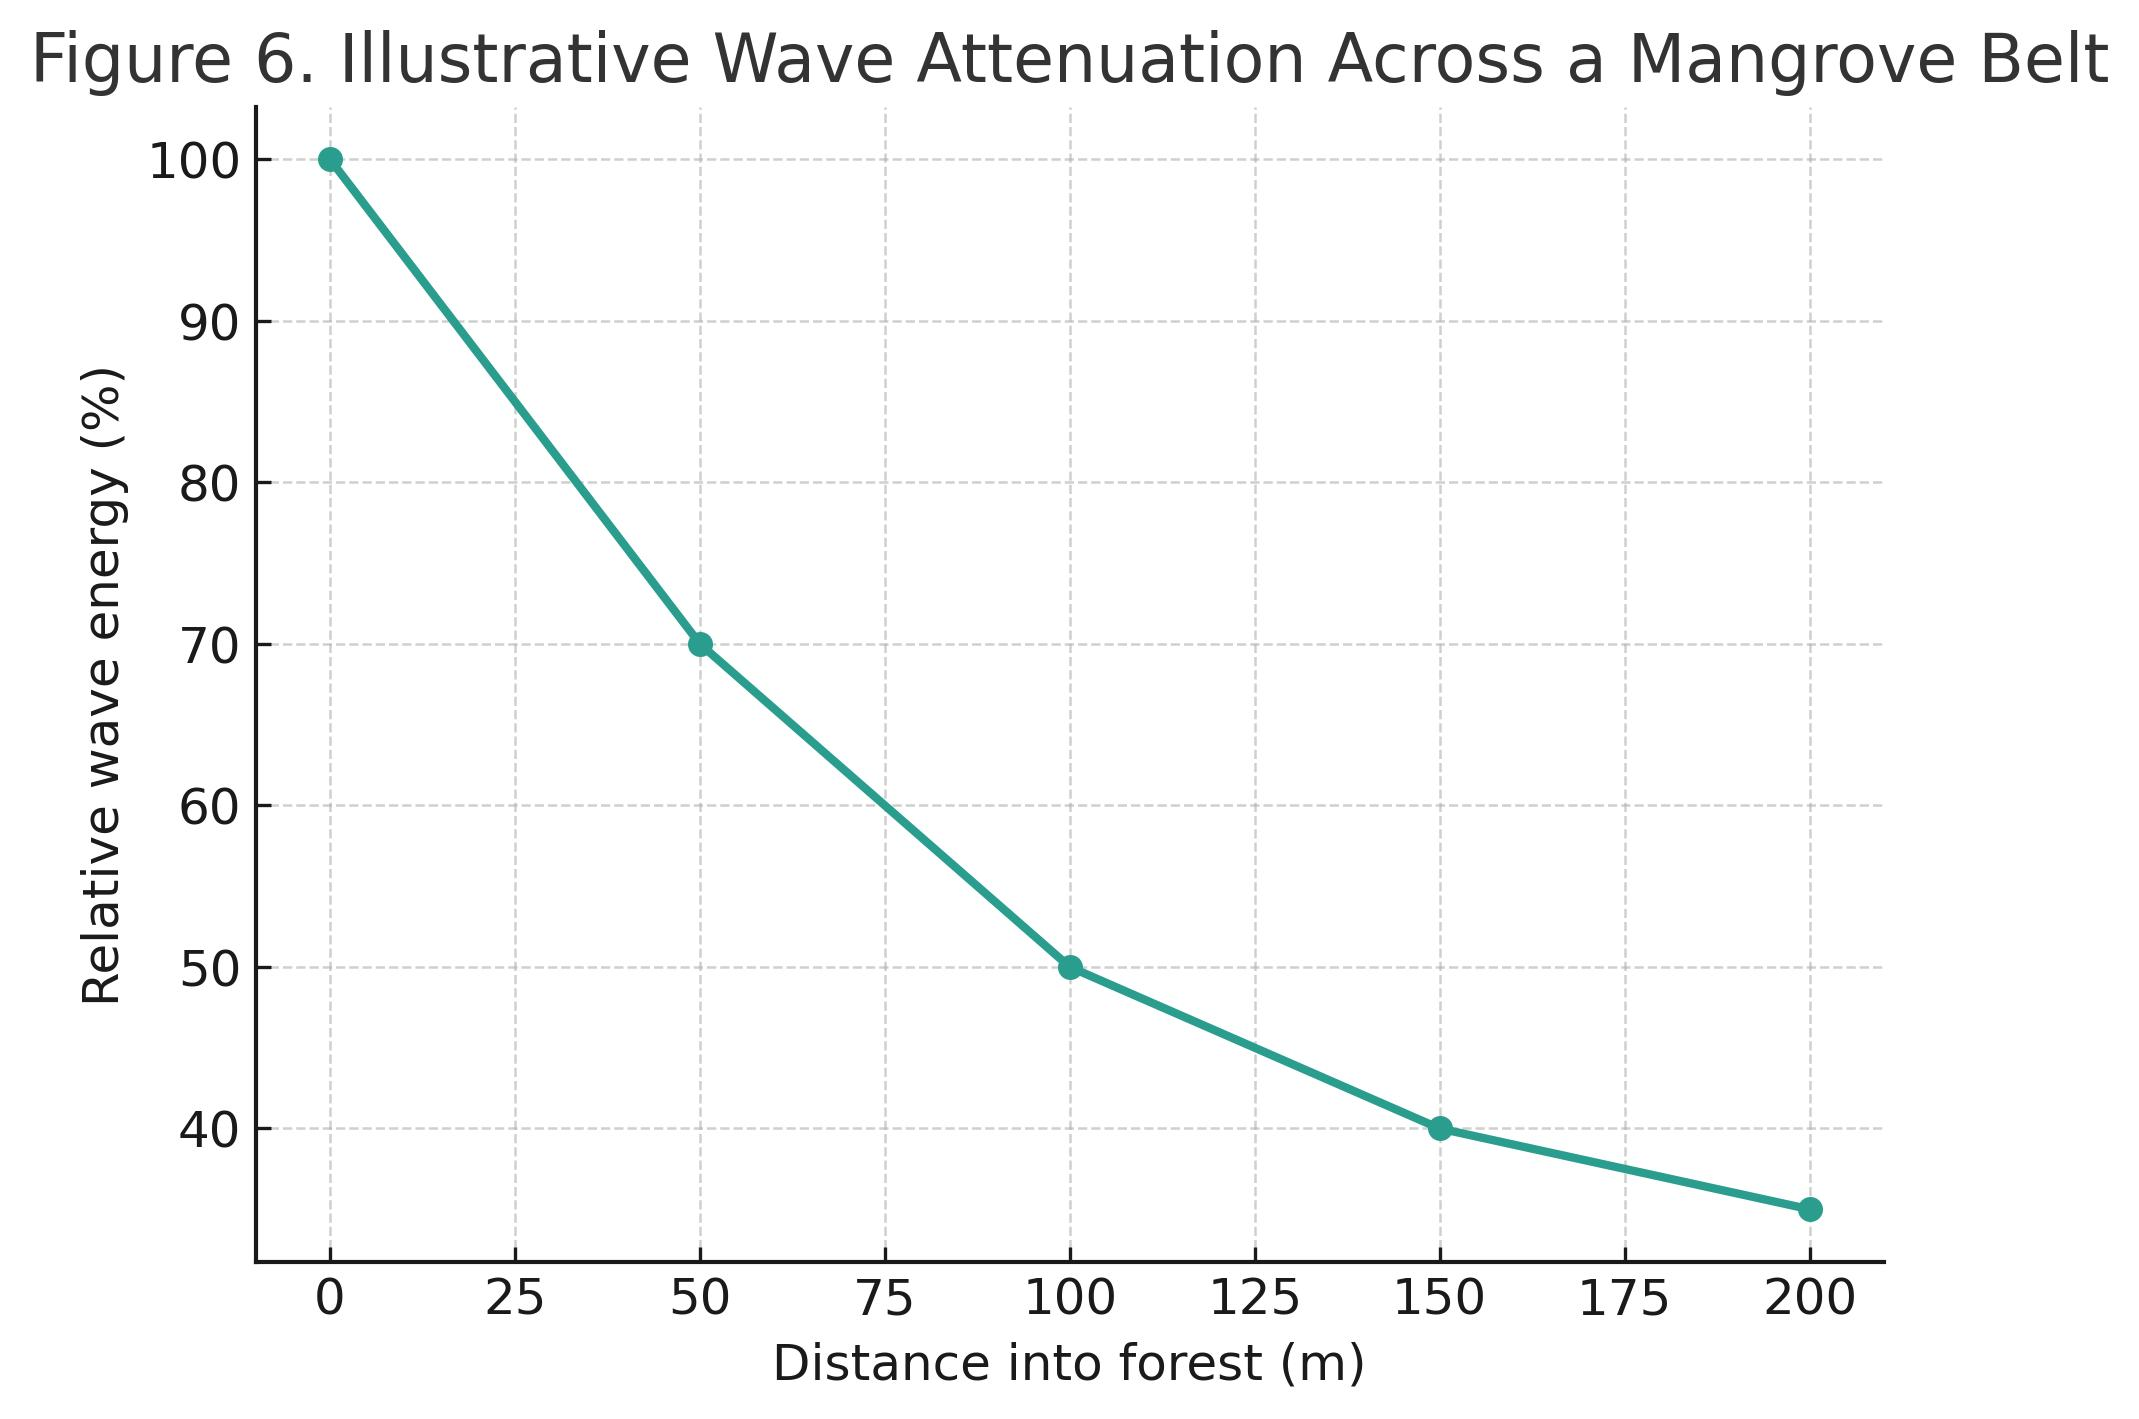 Figure 6. Illustrative Wave Attenuation Across a Mangrove Belt
Relative wave energy (%)
100
90
80
70
60
50
40
0 25 50 75 100 125 150 175 200
Distance into forest (m)